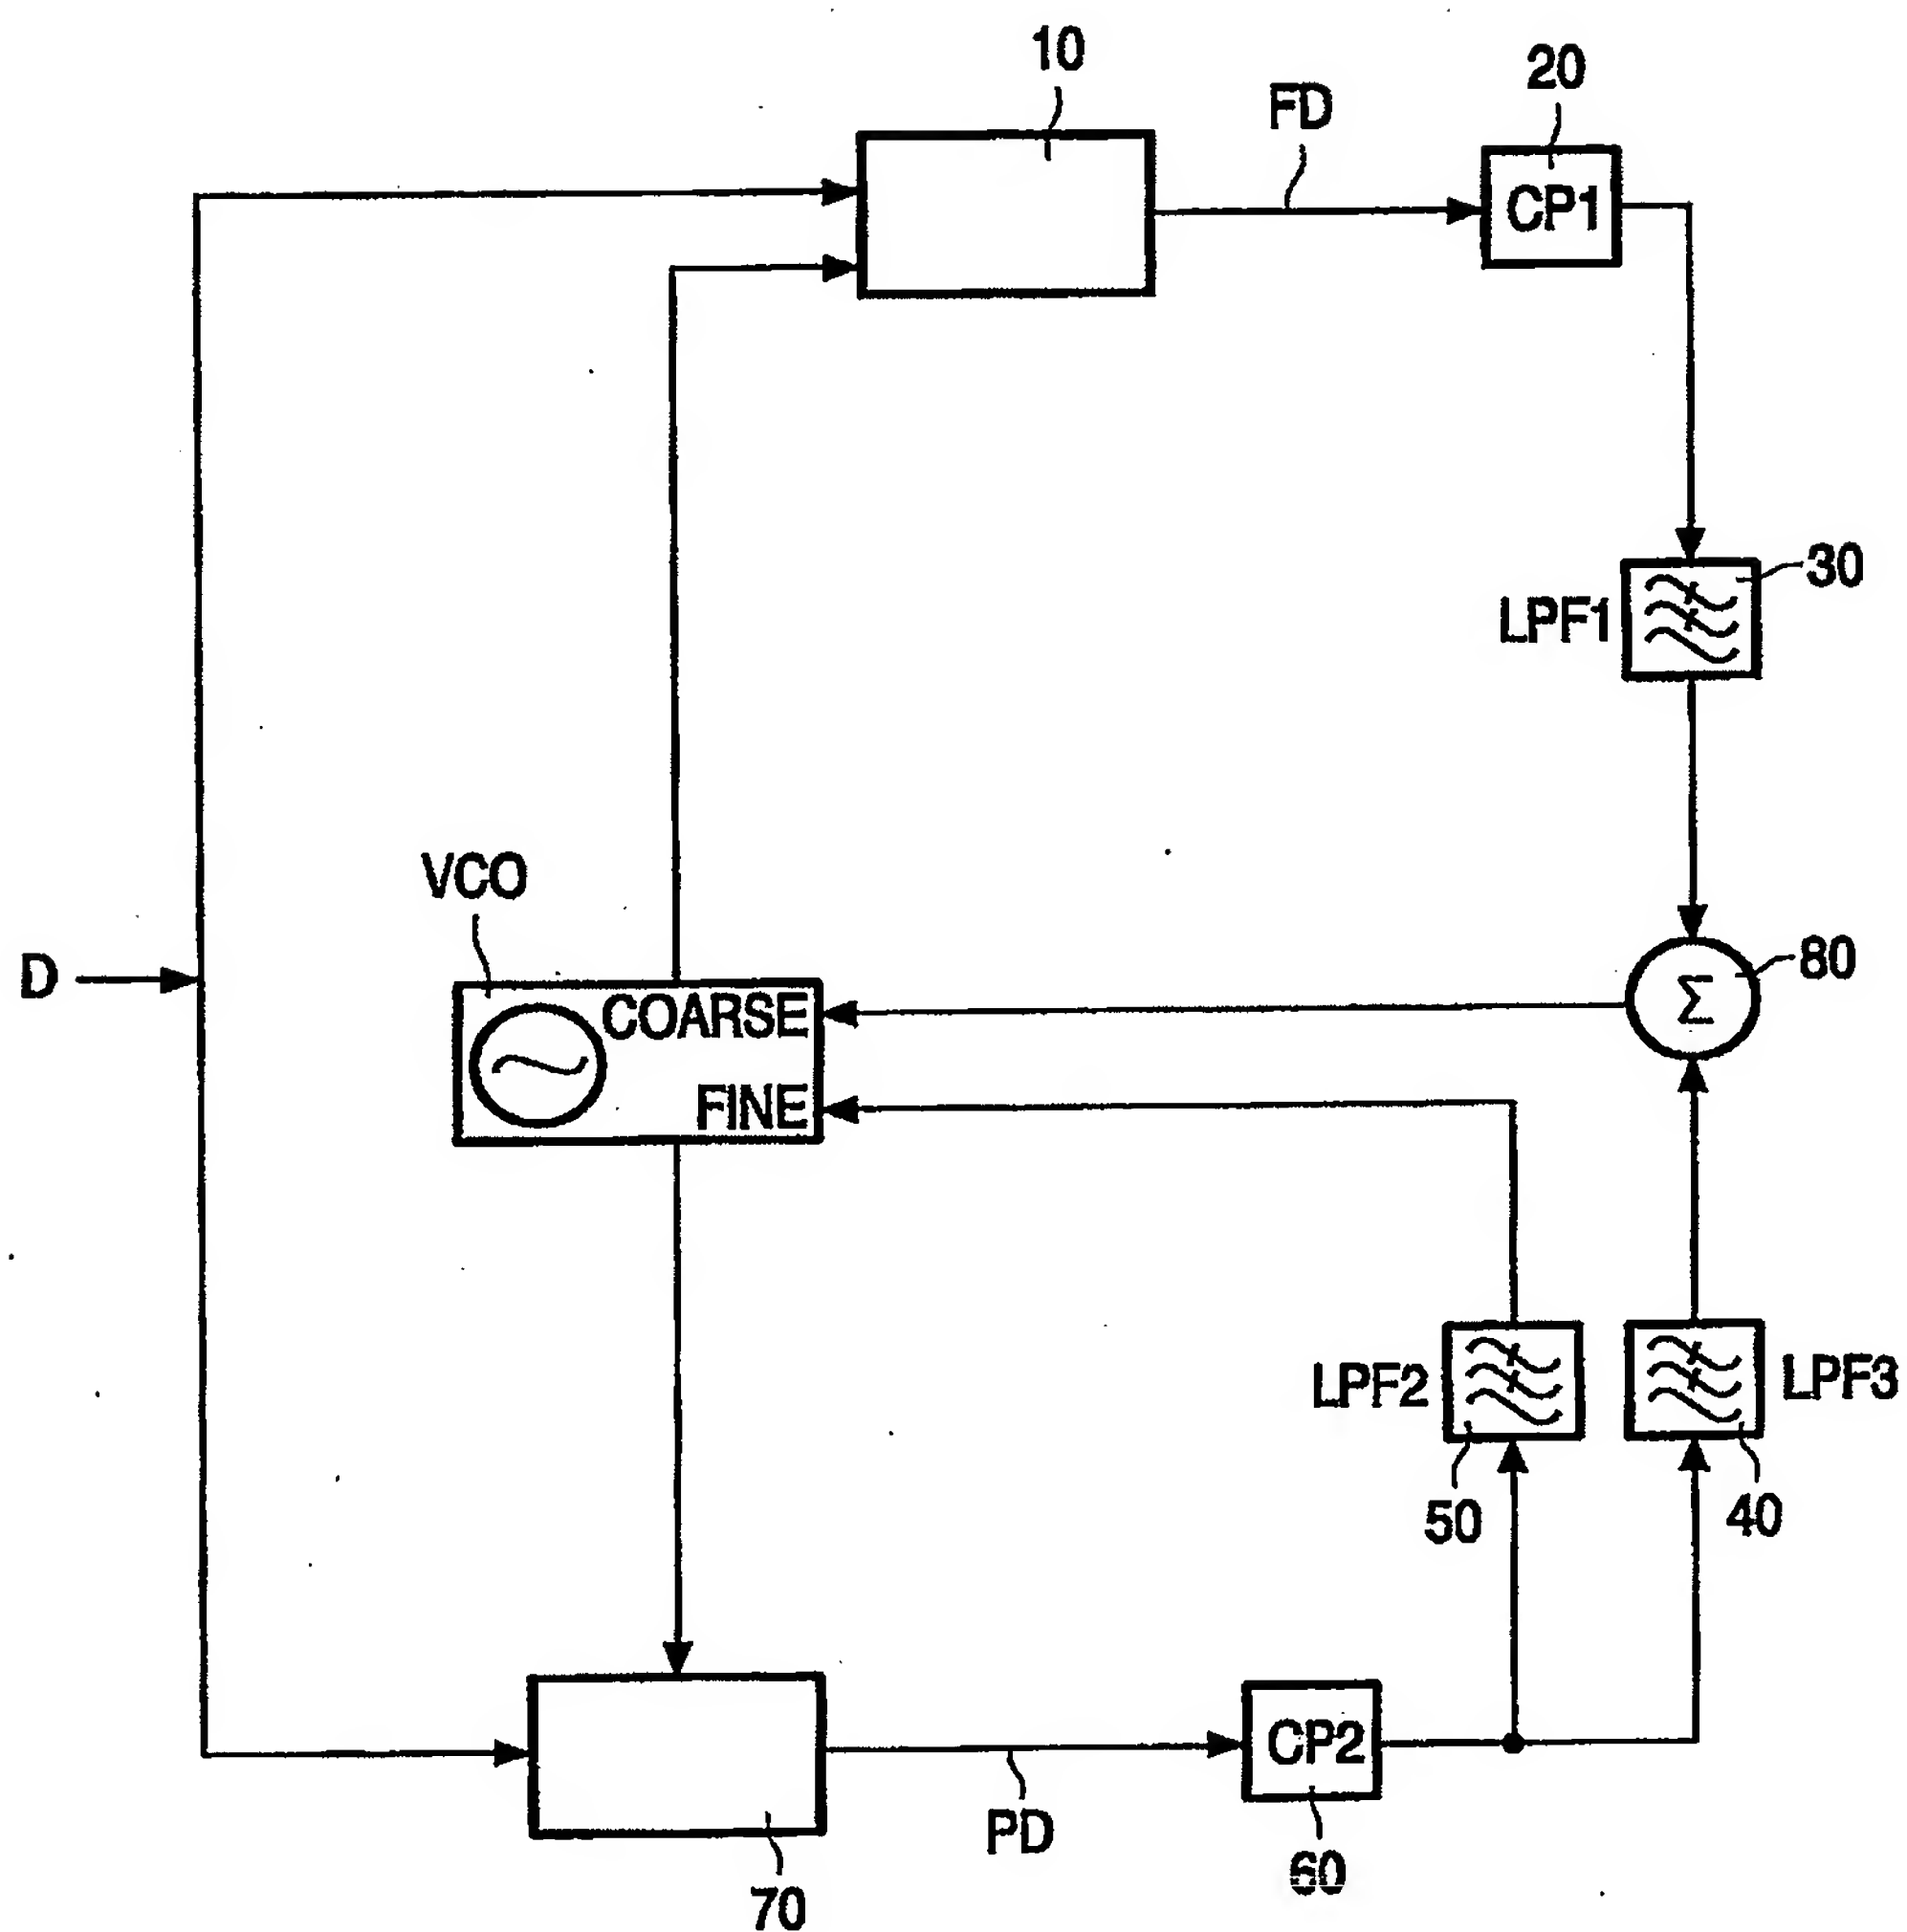 10
FD
20
CP1
30
LPF1
VCO
D
COARSE
80
Σ
FINE
LPF2
LPF3
50
40
CP2
PD
60
70